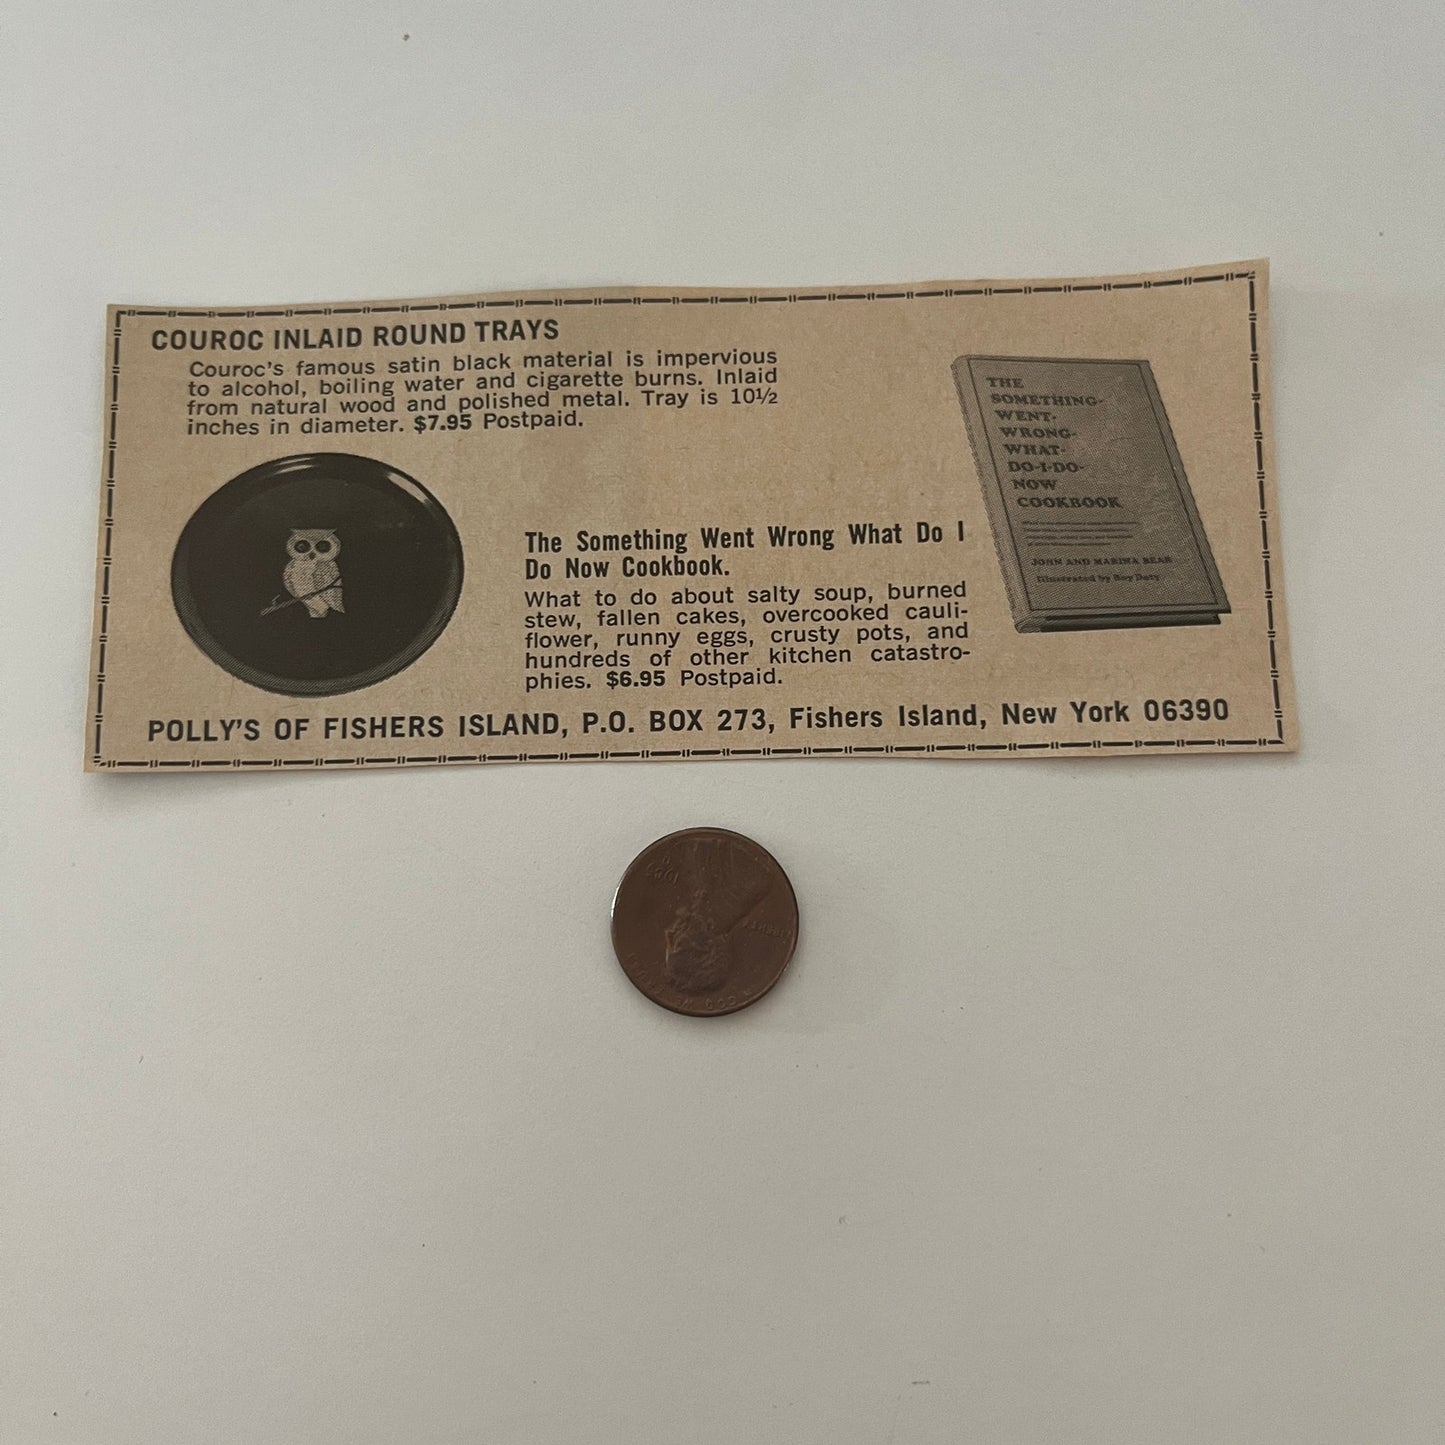 COUROC INLAID ROUND TRAYS
Couroc's famous satin black material is impervious
to alcohol, boiling water and cigarette burns. Inlaid
from natural wood and polished metal. Tray is 10½
inches in diameter. $7.95 Postpaid.
THE
SOMETHING-
WENT-
WRONG-
WHAT-
DO-I-DO-
NOW
COOKBOOK
JOHN AND MARINA BEAR
Illustrated by Roy Doty
The Something Went Wrong What Do I
Do Now Cookbook.
What to do about salty soup, burned
stew, fallen cakes, overcooked cauli-
flower, runny eggs, crusty pots, and
hundreds of other kitchen catastro-
phies. $6.95 Postpaid.
POLLY'S OF FISHERS ISLAND, P.O. BOX 273, Fishers Island, New York 06390
LIBERTY